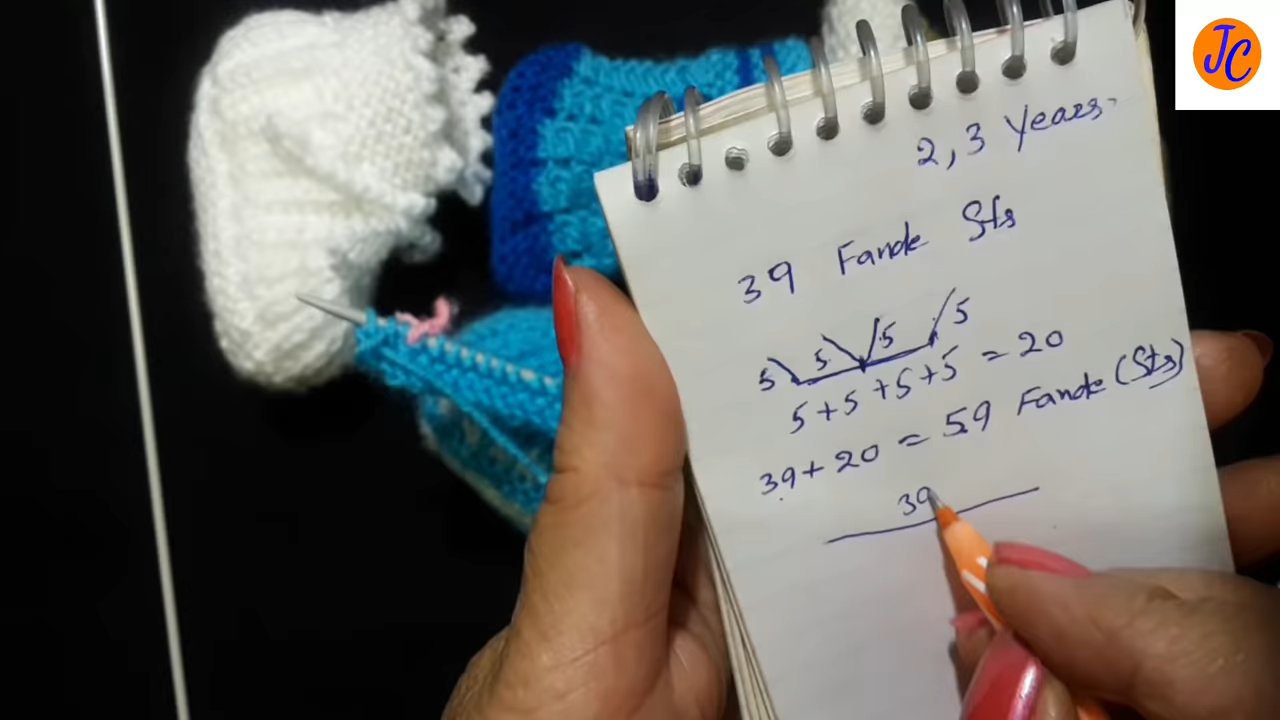 JC
2, 3 Years.
39 Fande Sts
5 5 5 5
5+5+5+5 = 20
39+20 = 59 Fande (Sts)
39